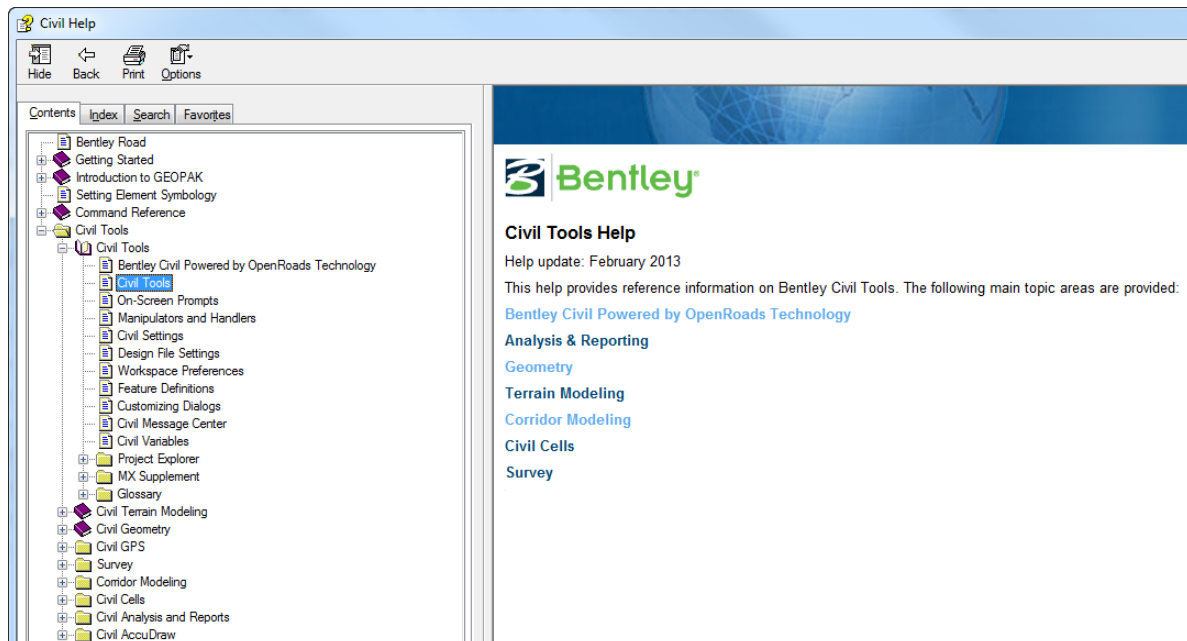 Civil Help
Hide Back Print Options
Contents Index Search Favorites
Bentley Road
Getting Started
Introduction to GEOPAK
Setting Element Symbology
Command Reference
Civil Tools
Civil Tools
Bentley Civil Powered by OpenRoads Technology
Civil Tools
On-Screen Prompts
Manipulators and Handlers
Civil Settings
Design File Settings
Workspace Preferences
Feature Definitions
Customizing Dialogs
Civil Message Center
Civil Variables
Project Explorer
MX Supplement
Glossary
Civil Terrain Modeling
Civil Geometry
Civil GPS
Survey
Corridor Modeling
Civil Cells
Civil Analysis and Reports
Civil AccuDraw
Bentley®
Civil Tools Help
Help update: February 2013
This help provides reference information on Bentley Civil Tools. The following main topic areas are provided:
Bentley Civil Powered by OpenRoads Technology
Analysis & Reporting
Geometry
Terrain Modeling
Corridor Modeling
Civil Cells
Survey